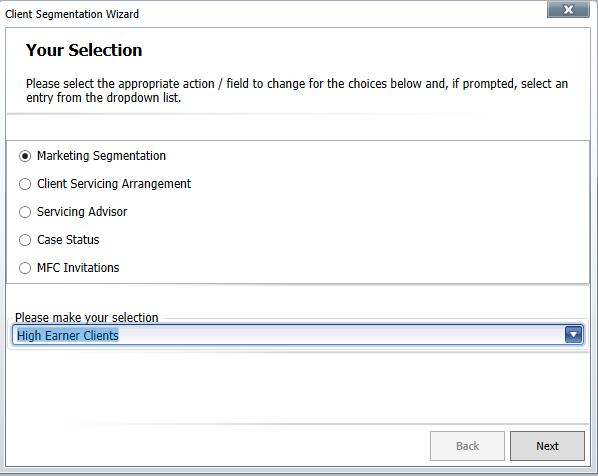 Client Segmentation Wizard
Your Selection
Please select the appropriate action / field to change for the choices below and, if prompted, select an
entry from the dropdown list.
Marketing Segmentation
Client Servicing Arrangement
Servicing Advisor
Case Status
MFC Invitations
Please make your selection
High Earner Clients
Back
Next